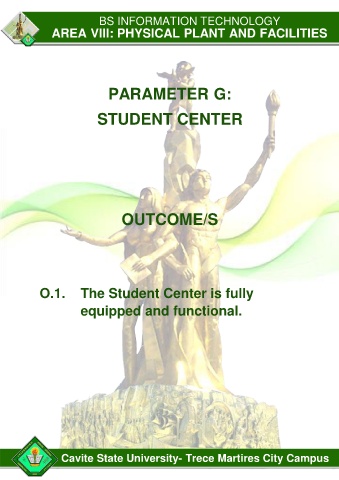 BS INFORMATION TECHNOLOGY
AREA VIII: PHYSICAL PLANT AND FACILITIES
PARAMETER G:
STUDENT CENTER
OUTCOME/S
O.1. The Student Center is fully
equipped and functional.
Cavite State University- Trece Martires City Campus